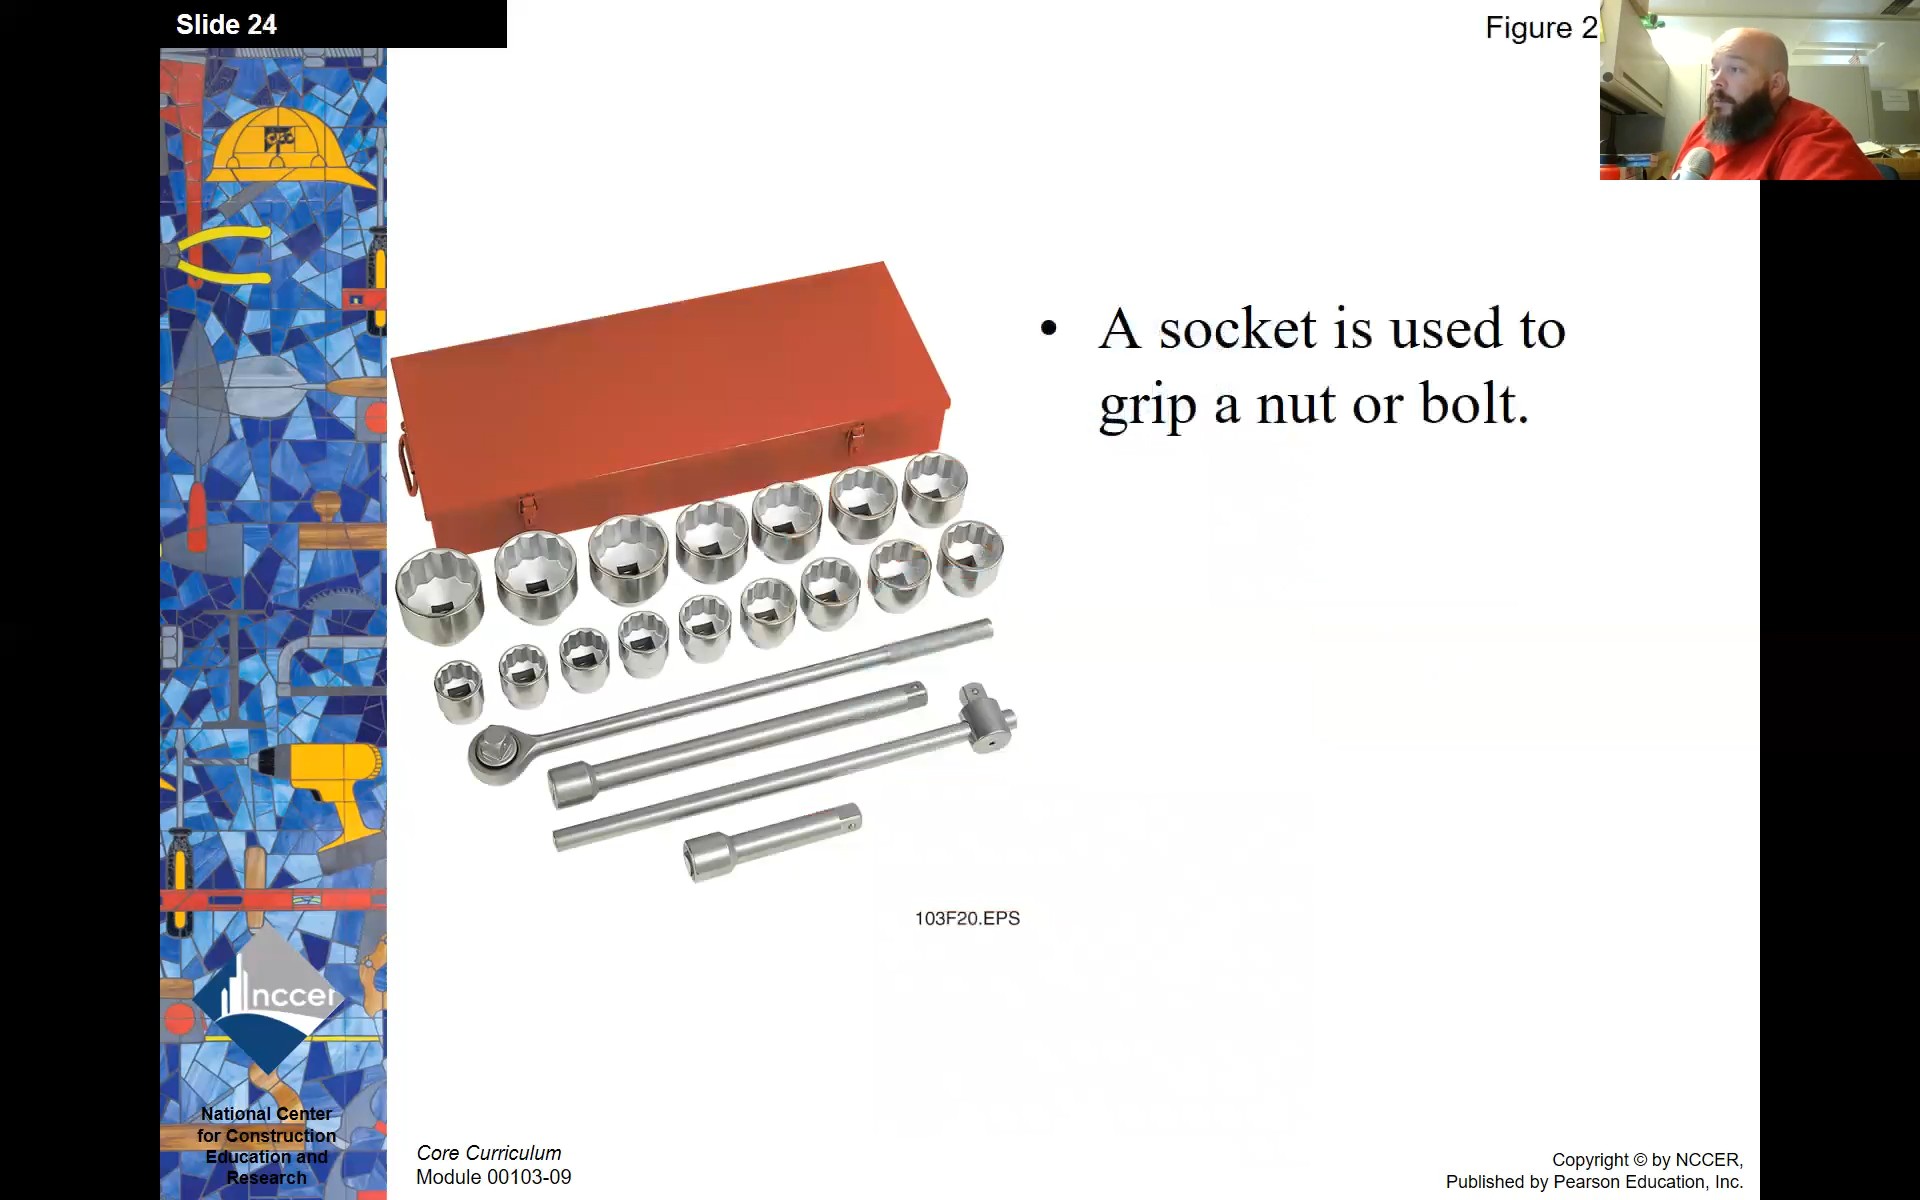 Slide 24
Figure 2
• A socket is used to
grip a nut or bolt.
103F20.EPS
nccer
National Center
for Construction
Education and
Research
Core Curriculum
Module 00103-09
Copyright © by NCCER,
Published by Pearson Education, Inc.